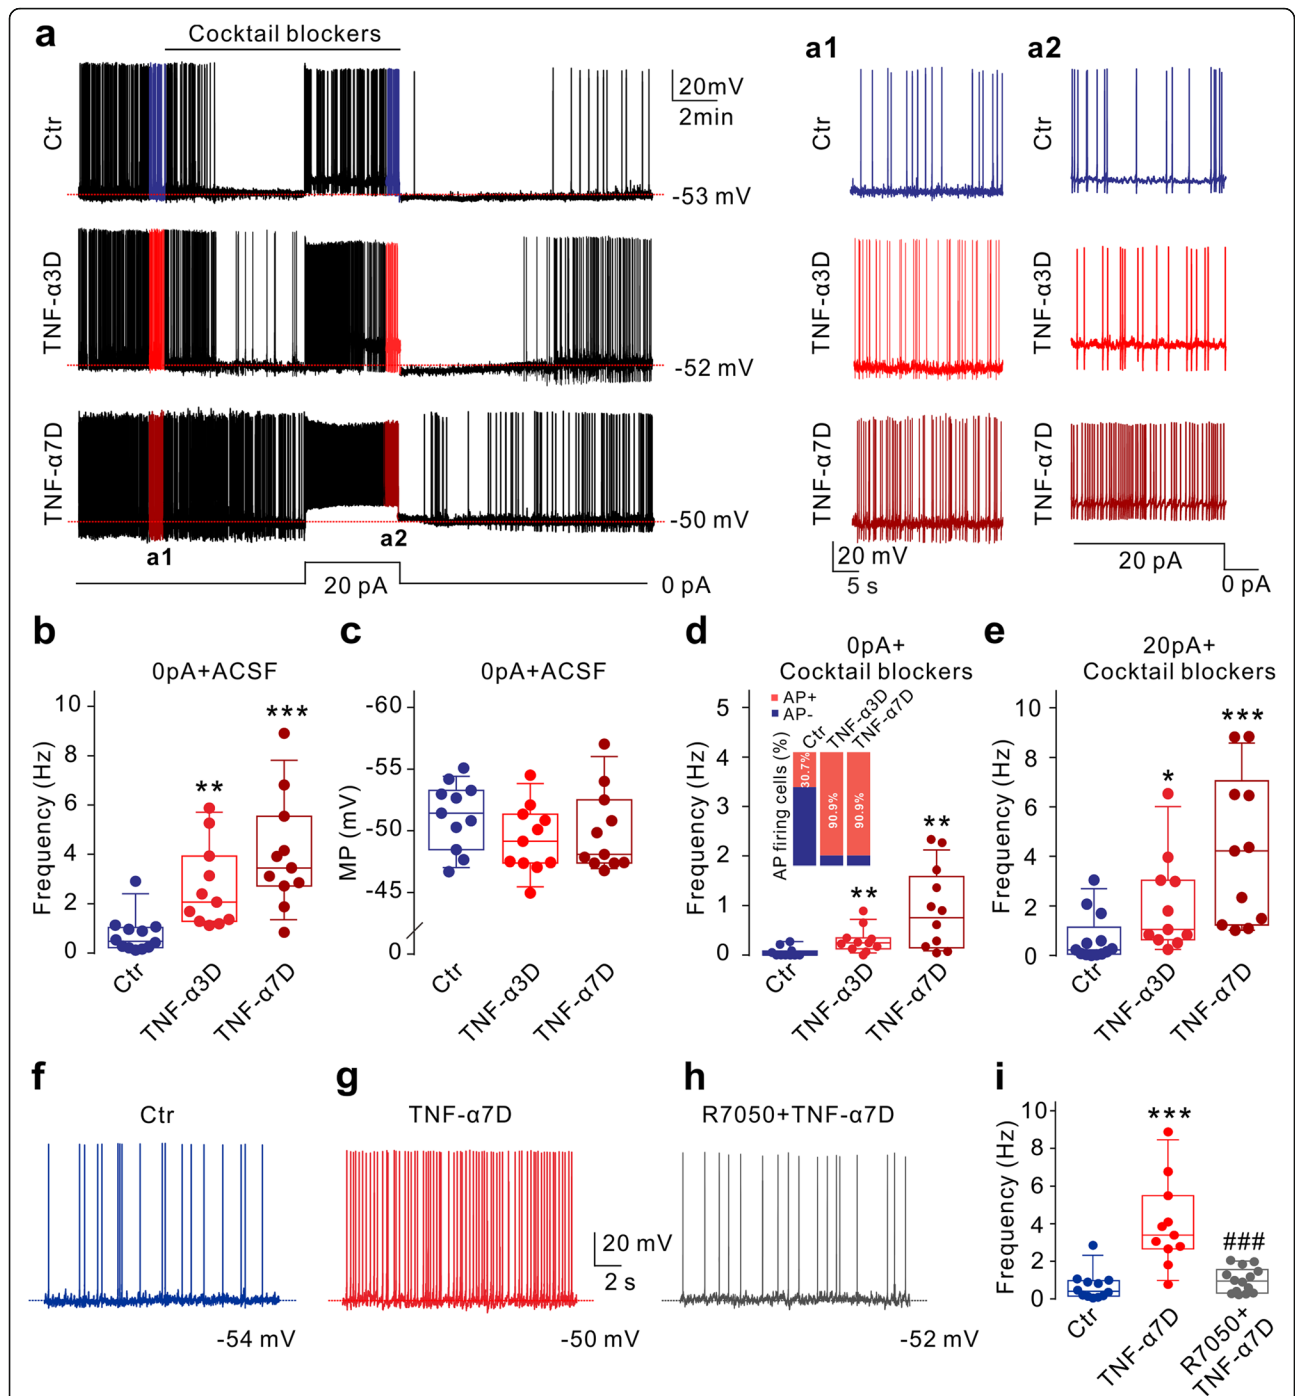 a
Cocktail blockers
a1
a2
20mV
2min
Ctr
-53 mV
Ctr
Ctr
TNF-α3D
-52 mV
TNF-α3D
TNF-α3D
TNF-α7D
-50 mV
TNF-α7D
TNF-α7D
a1
a2
20 mV
5 s
20 pA
0 pA
20 pA
0 pA
b
0pA+ACSF
Frequency (Hz)
10
8
6
4
2
0
**
***
Ctr
TNF-α3D
TNF-α7D
c
0pA+ACSF
MP (mV)
-60
-55
-50
-45
0
Ctr
TNF-α3D
TNF-α7D
d
0pA+
Cocktail blockers
Frequency (Hz)
5
4
3
2
1
0
AP+
AP-
AP firing cells (%)
Ctr
TNF-α3D
TNF-α7D
30.7%
90.9%
90.9%
**
**
Ctr
TNF-α3D
TNF-α7D
e
20pA+
Cocktail blockers
Frequency (Hz)
10
8
6
4
2
0
*
***
Ctr
TNF-α3D
TNF-α7D
f
Ctr
-54 mV
g
TNF-α7D
20 mV
2 s
-50 mV
h
R7050+TNF-α7D
-52 mV
i
Frequency (Hz)
10
8
6
4
2
0
***
###
Ctr
TNF-α7D
R7050+
TNF-α7D